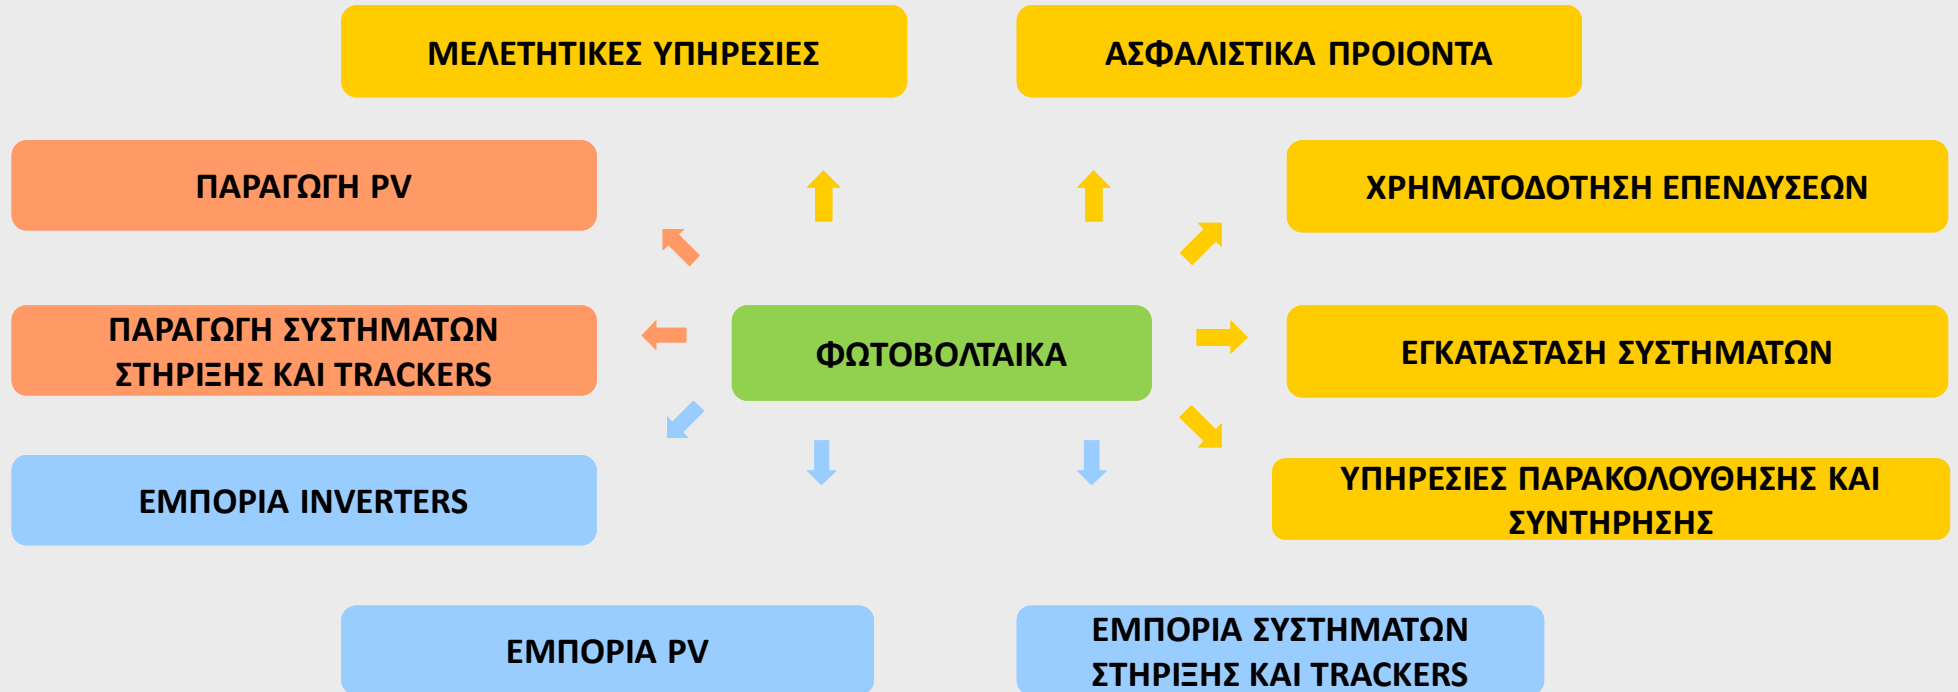 ΜΕΛΕΤΗΤΙΚΕΣ ΥΠΗΡΕΣΙΕΣ
ΑΣΦΑΛΙΣΤΙΚΑ ΠΡΟΙΟΝΤΑ
ΠΑΡΑΓΩΓΗ PV
ΧΡΗΜΑΤΟΔΟΤΗΣΗ ΕΠΕΝΔΥΣΕΩΝ
ΠΑΡΑΓΩΓΗ ΣΥΣΤΗΜΑΤΩΝ
ΣΤΗΡΙΞΗΣ ΚΑΙ TRACKERS
ΦΩΤΟΒΟΛΤΑΙΚΑ
ΕΓΚΑΤΑΣΤΑΣΗ ΣΥΣΤΗΜΑΤΩΝ
ΕΜΠΟΡΙΑ INVERTERS
ΥΠΗΡΕΣΙΕΣ ΠΑΡΑΚΟΛΟΥΘΗΣΗΣ ΚΑΙ
ΣΥΝΤΗΡΗΣΗΣ
ΕΜΠΟΡΙΑ PV
ΕΜΠΟΡΙΑ ΣΥΣΤΗΜΑΤΩΝ
ΣΤΗΡΙΞΗΣ ΚΑΙ TRACKERS